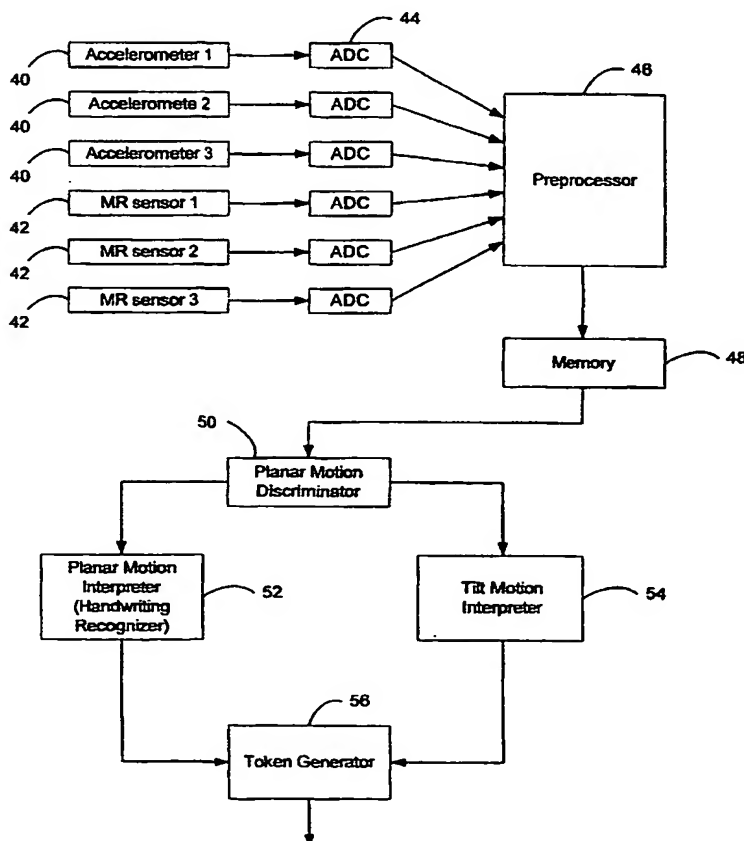 44
Accelerometer 1
ADC
40
46
Acceleromete 2
ADC
40
Accelerometer 3
ADC
Preprocessor
40
MR sensor 1
ADC
42
MR sensor 2
ADC
42
MR sensor 3
ADC
42
Memory
48
50
Planar Motion
Discriminator
Planar Motion
Interpreter
(Handwriting
Recognizer)
52
Tilt Motion
Interpreter
54
56
Token Generator